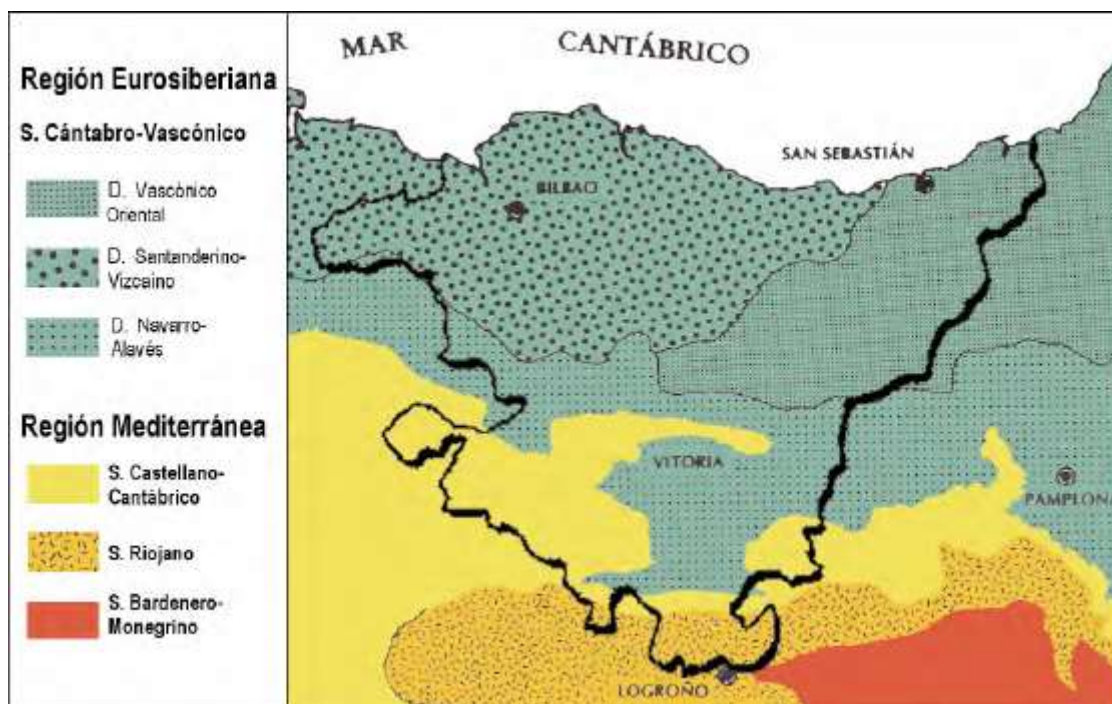 Región Eurosiberiana
S. Cántabro-Vascónico
D. Vascónico
Oriental
D. Santanderino-
Vizcaino
D. Navarro-
Alavés
Región Mediterránea
S. Castellano-
Cantábrico
S. Riojano
S. Bardenero-
Monegrino
MAR CANTÁBRICO
SAN SEBASTIÁN
BILBAO
VITORIA
PAMPLON
LOGROÑO